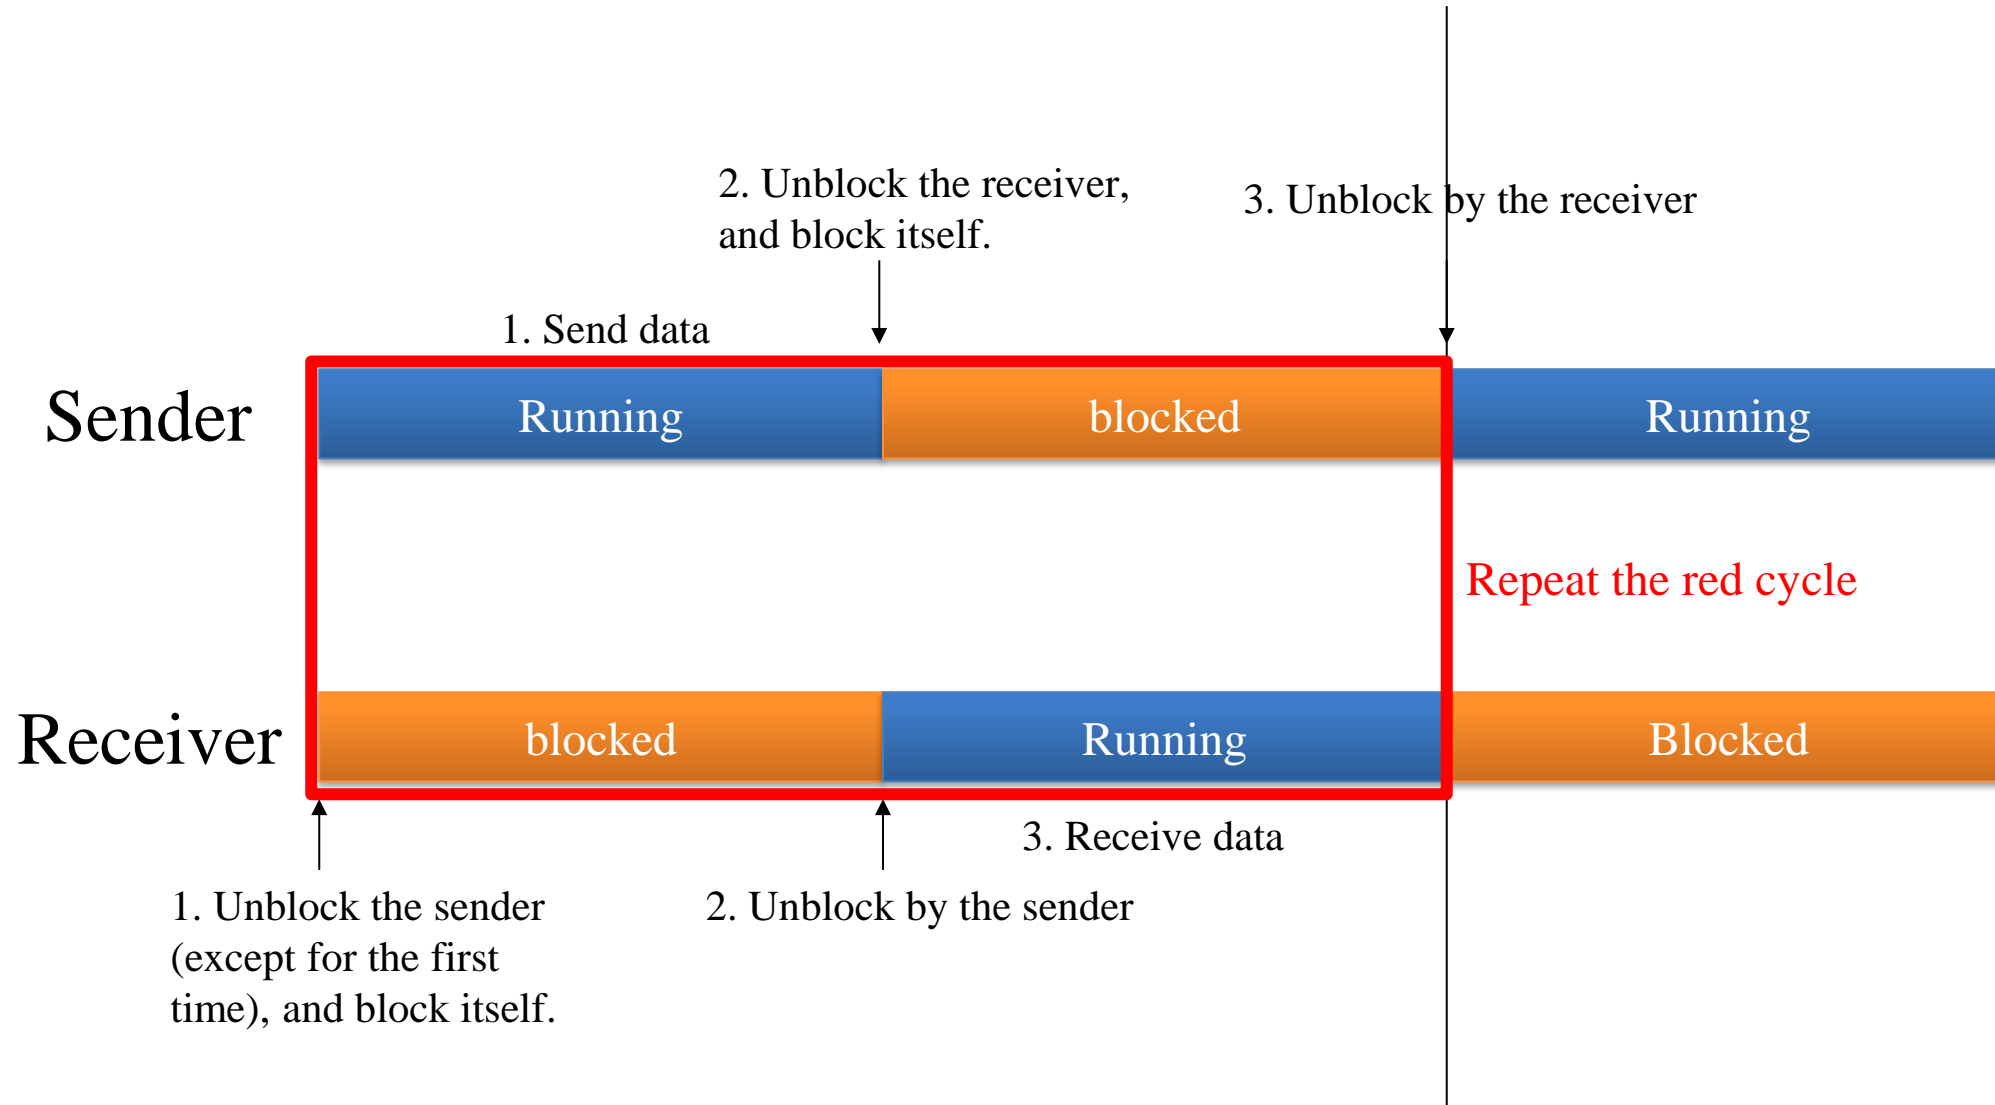 2. Unblock the receiver,
and block itself.
3. Unblock by the receiver
1. Send data
Sender
Running
blocked
Running
Repeat the red cycle
Receiver
blocked
Running
Blocked
3. Receive data
1. Unblock the sender
(except for the first
time), and block itself.
2. Unblock by the sender